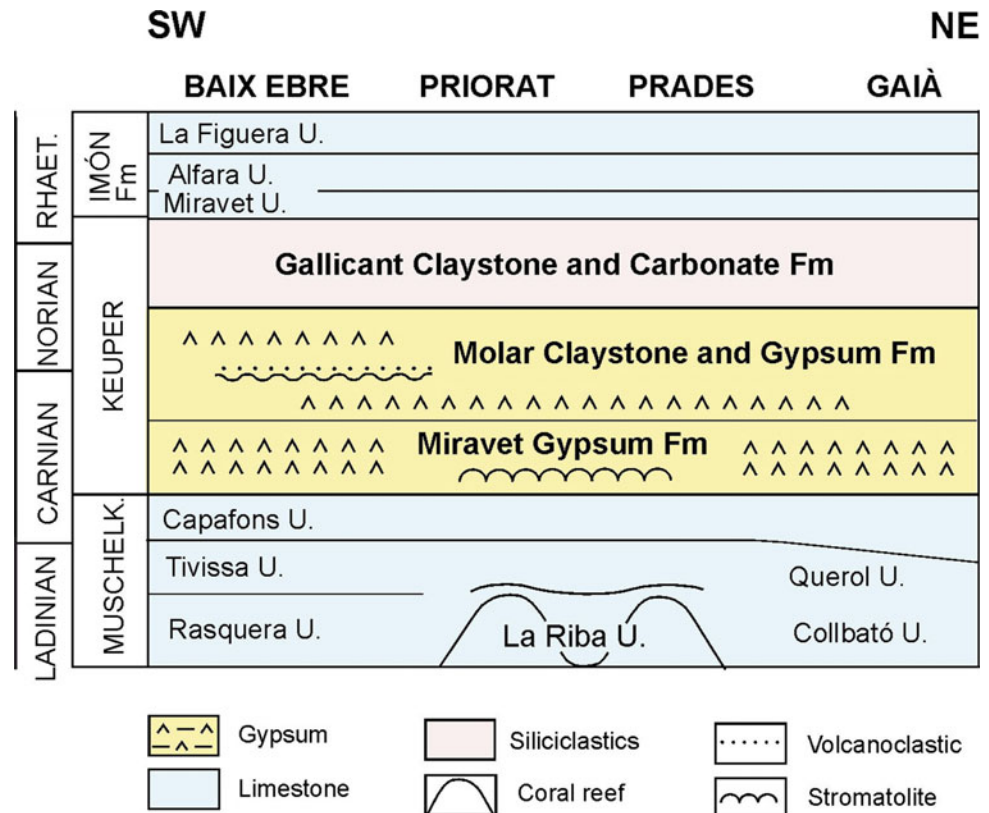 SW NE
BAIX EBRE PRIORAT PRADES GAIÀ
RHAET.
NORIAN
CARNIAN
LADINIAN
IMÓN
Fm
KEUPER
MUSCHELK.
La Figuera U.
Alfara U.
Miravet U.
Gallicant Claystone and Carbonate Fm
Molar Claystone and Gypsum Fm
Miravet Gypsum Fm
Capafons U.
Tivissa U.
Querol U.
Rasquera U.
La Riba U.
Collbató U.
Gypsum
Siliciclastics
Volcanoclastic
Limestone
Coral reef
Stromatolite